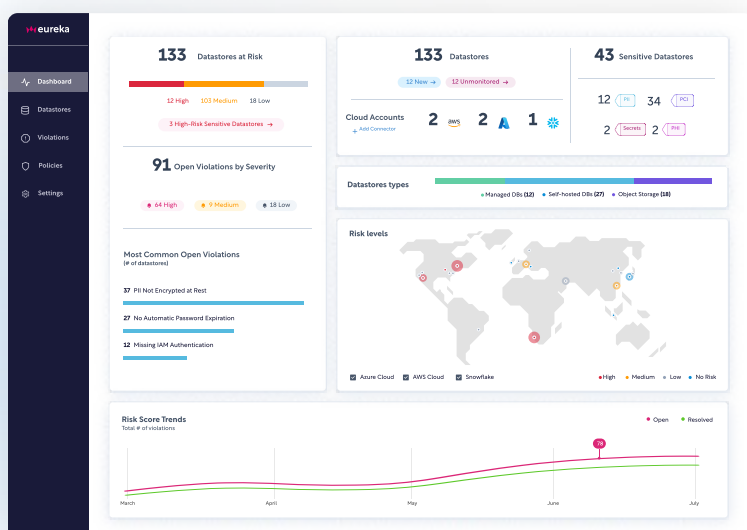 eureka
Dashboard
Datastores
Violations
Policies
Settings
133 Datastores at Risk
12 High 103 Medium 18 Low
3 High-Risk Sensitive Datastores →
91 Open Violations by Severity
64 High 9 Medium 18 Low
Most Common Open Violations
(# of datastores)
37 PII Not Encrypted at Rest
27 No Automatic Password Expiration
12 Missing IAM Authentication
133 Datastores
12 New → 12 Unmonitored →
Cloud Accounts
+ Add Connector
2 aws 2 1
43 Sensitive Datastores
12 PII 34 PCI
2 Secrets 2 PHI
Datastores types
Managed DBs (12) Self-hosted DBs (27) Object Storage (18)
Risk levels
Azure Cloud AWS Cloud Snowflake
High Medium Low No Risk
Risk Score Trends
Total # of violations
Open Resolved
78
March April May June July